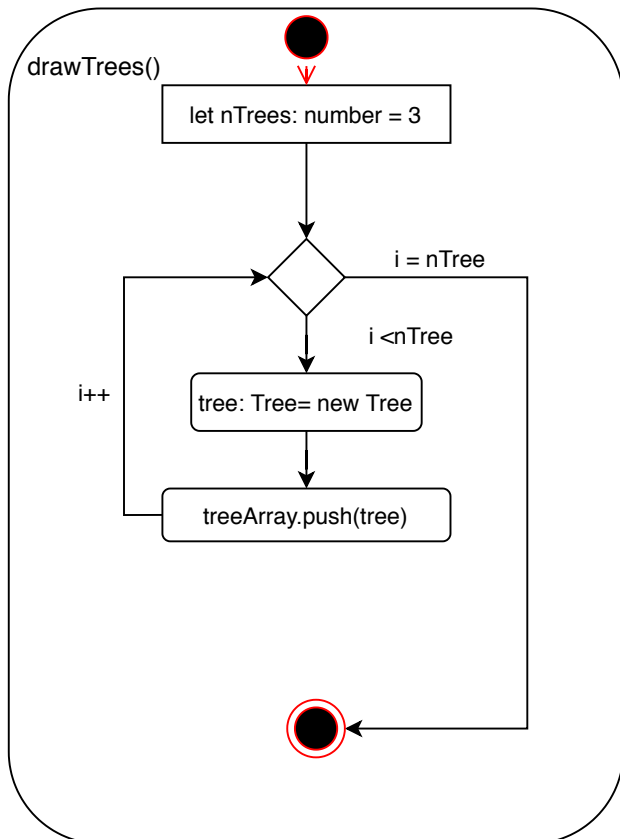 drawTrees()
let nTrees: number = 3
i = nTree
i <nTree
tree: Tree= new Tree
i++
treeArray.push(tree)